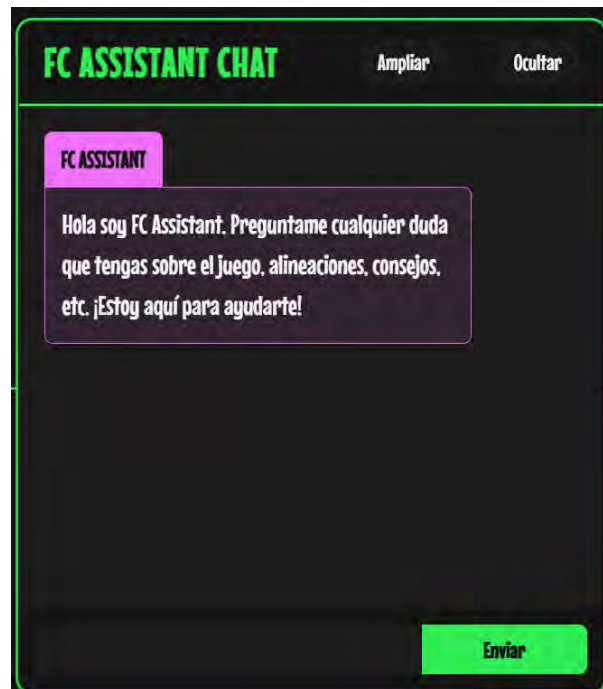 FC ASSISTANT CHAT Ampliar Ocultar
FC ASSISTANT
Hola soy FC Assistant. Preguntame cualquier duda
que tengas sobre el juego, alineaciones, consejos,
etc. ¡Estoy aquí para ayudarte!
Enviar